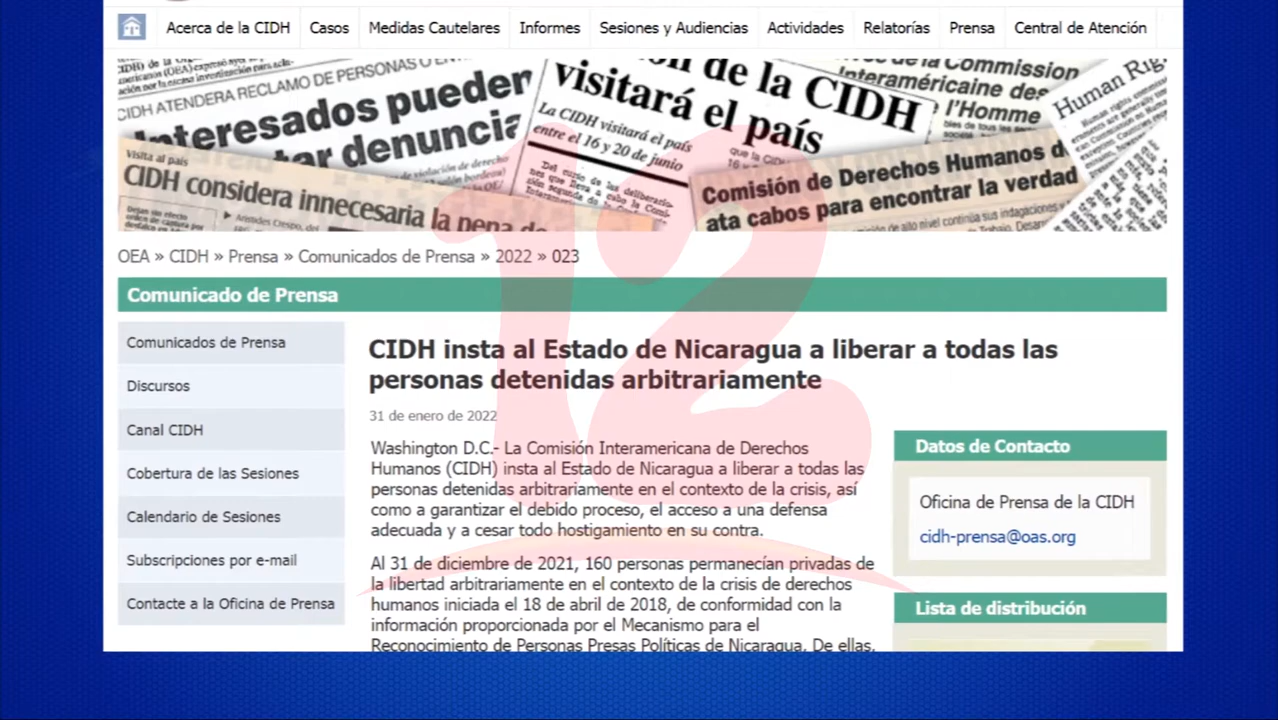 Acerca de la CIDH Casos Medidas Cautelares Informes Sesiones y Audiencias Actividades Relatorías Prensa Central de Atención
CIDH ATENDERA RECLAMO DE PERSONAS O
Interesados pueden
denuncia
Visita al país
CIDH considera innecesaria la pena de
de la CIDH
visitará el país
La CIDH visitará el país
entre el 16 y 20 de junio
de la Commission
Interaméricaine des
l'Homme
Human Rig
Comisión de Derechos Humanos
ata cabos para encontrar la verdad
OEA » CIDH » Prensa » Comunicados de Prensa » 2022 » 023
Comunicado de Prensa
Comunicados de Prensa
Discursos
Canal CIDH
Cobertura de las Sesiones
Calendario de Sesiones
Subscripciones por e-mail
Contacte a la Oficina de Prensa
CIDH insta al Estado de Nicaragua a liberar a todas las
personas detenidas arbitrariamente
31 de enero de 2022
Washington D.C.- La Comisión Interamericana de Derechos
Humanos (CIDH) insta al Estado de Nicaragua a liberar a todas las
personas detenidas arbitrariamente en el contexto de la crisis, así
como a garantizar el debido proceso, el acceso a una defensa
adecuada y a cesar todo hostigamiento en su contra.
Al 31 de diciembre de 2021, 160 personas permanecían privadas de
la libertad arbitrariamente en el contexto de la crisis de derechos
humanos iniciada el 18 de abril de 2018, de conformidad con la
información proporcionada por el Mecanismo para el
Reconocimiento de Personas Presas Políticas de Nicaragua. De ellas,
Datos de Contacto
Oficina de Prensa de la CIDH
cidh-prensa@oas.org
Lista de distribución
12